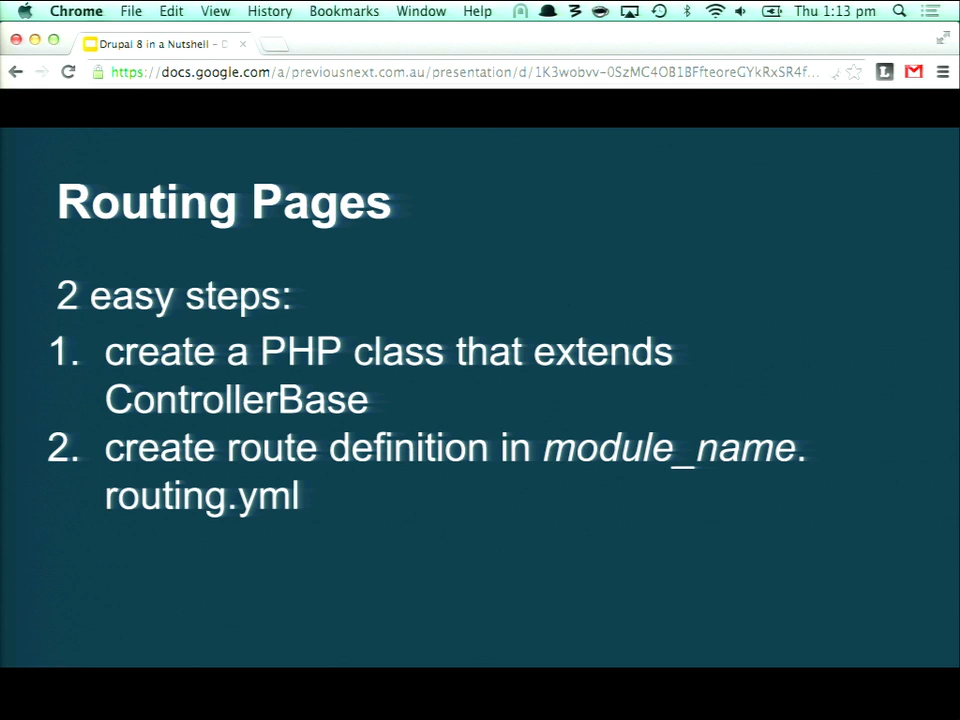 Chrome File Edit View History Bookmarks Window Help Thu 1:13 pm
Drupal 8 in a Nutshell – D
https://docs.google.com/a/previousnext.com.au/presentation/d/1K3wobvv-0SzMC4OB1BFfteoreGYkRxSR4f...
Routing Pages
2 easy steps:
1. create a PHP class that extends
ControllerBase
2. create route definition in module_name.
routing.yml